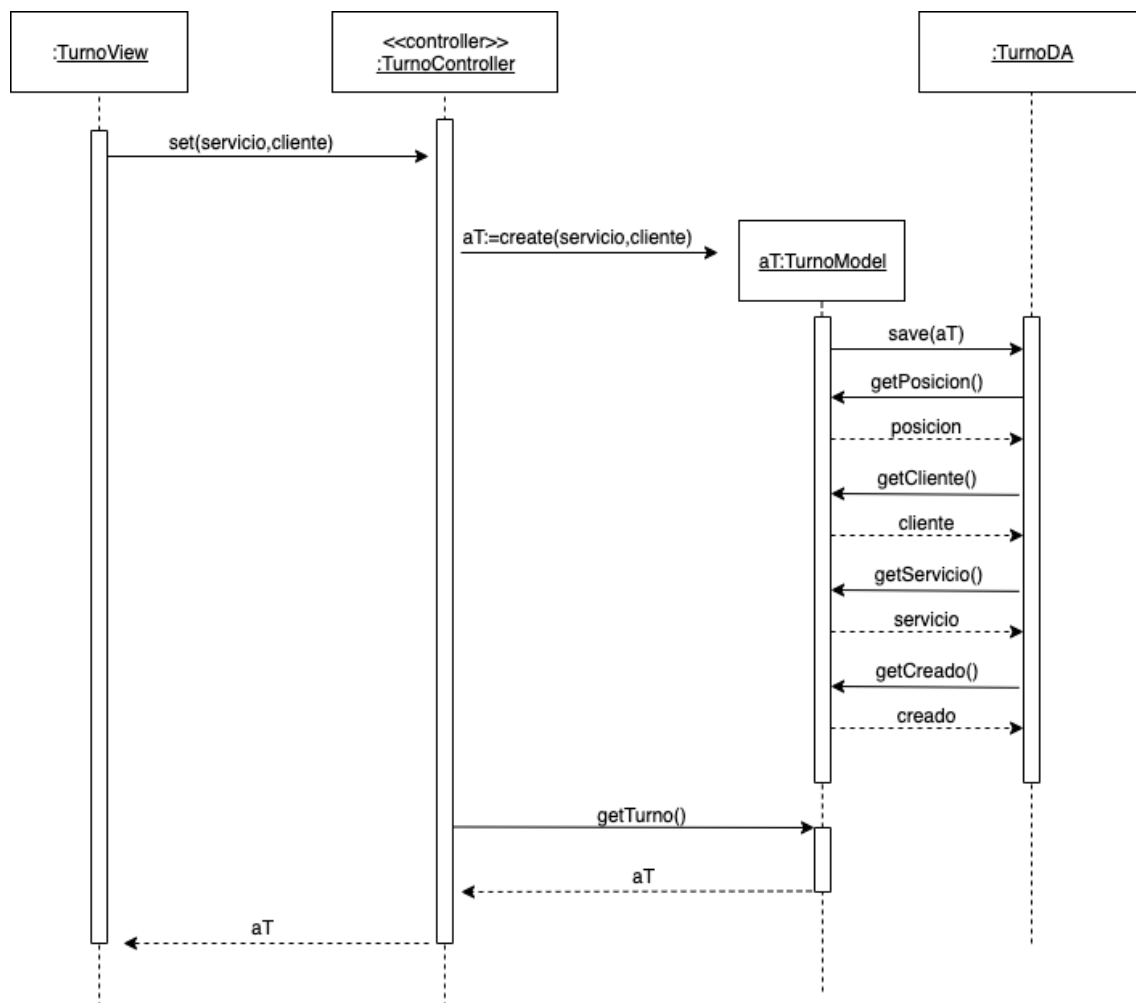 :TurnoView
<<controller>>
:TurnoController
:TurnoDA
set(servicio,cliente)
aT:=create(servicio,cliente)
aT:TurnoModel
save(aT)
getPosicion()
posicion
getCliente()
cliente
getServicio()
servicio
getCreado()
creado
getTurno()
aT
aT